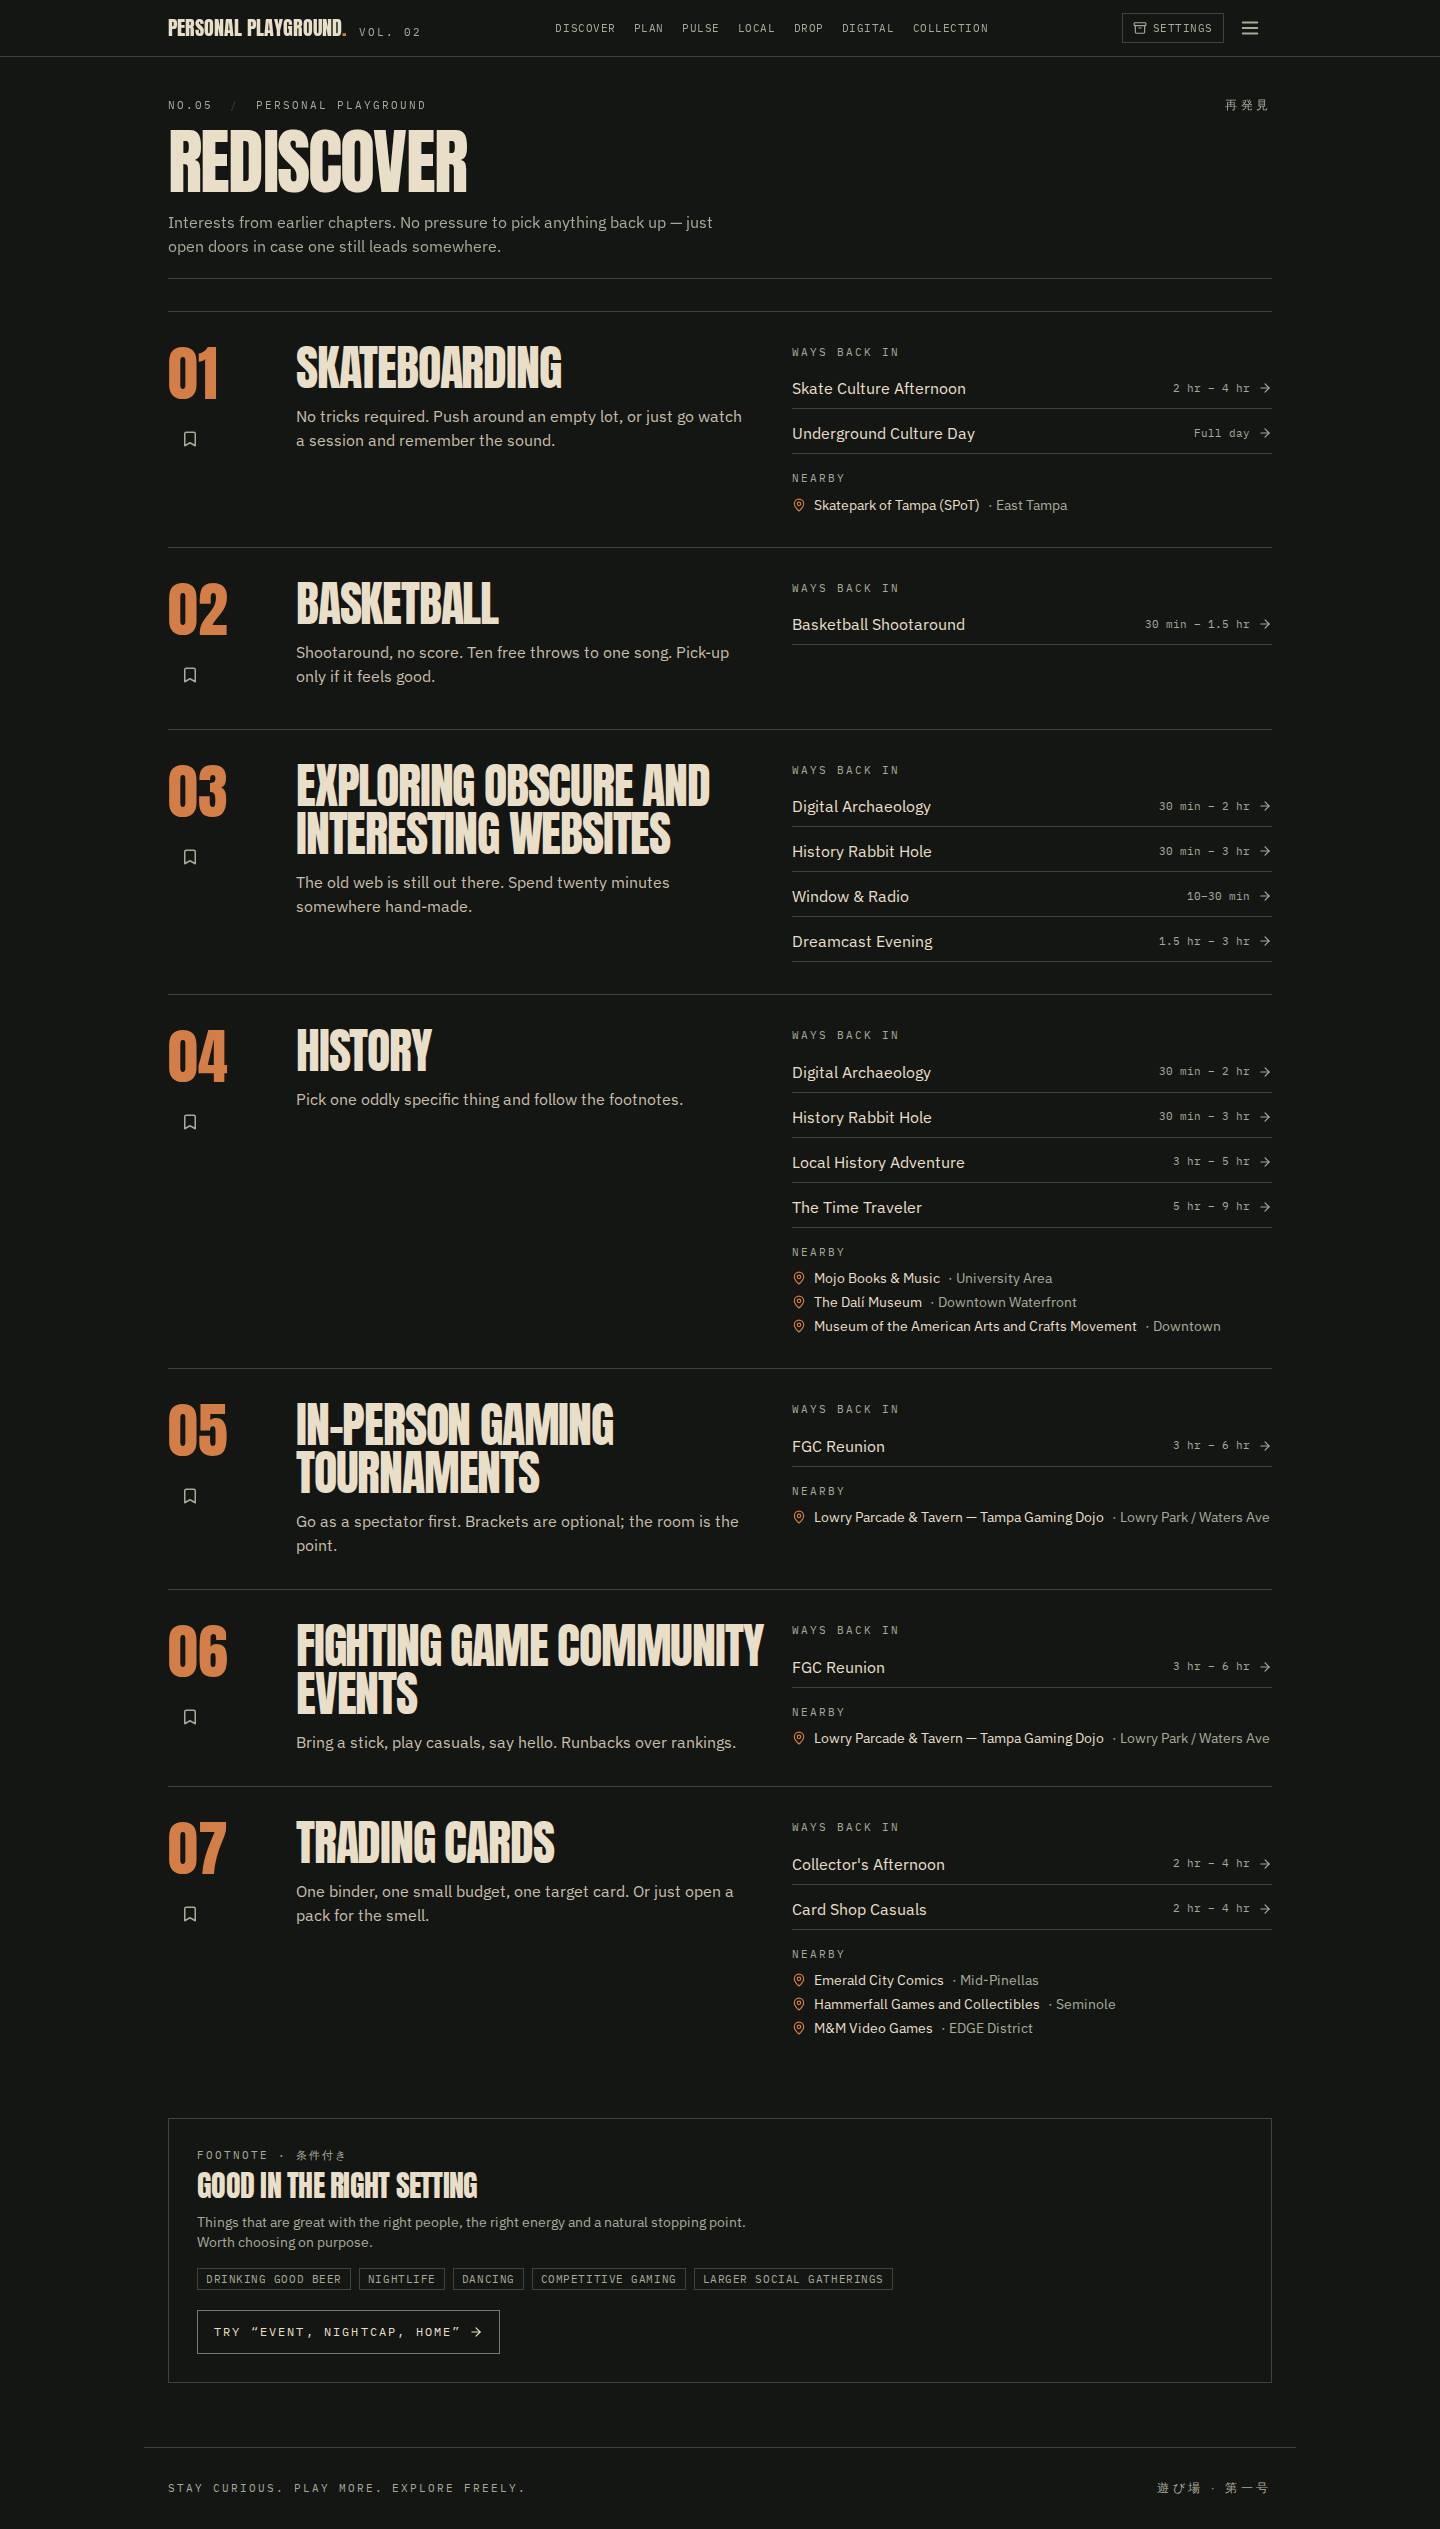 PERSONAL PLAYGROUND. VOL. 02
DISCOVER PLAN PULSE LOCAL DROP DIGITAL COLLECTION
SETTINGS
NO.05 / PERSONAL PLAYGROUND
再発見
REDISCOVER
Interests from earlier chapters. No pressure to pick anything back up — just
open doors in case one still leads somewhere.
01
SKATEBOARDING
No tricks required. Push around an empty lot, or just go watch
a session and remember the sound.
WAYS BACK IN
Skate Culture Afternoon 2 hr – 4 hr →
Underground Culture Day Full day →
NEARBY
Skatepark of Tampa (SPoT) · East Tampa
02
BASKETBALL
Shootaround, no score. Ten free throws to one song. Pick-up
only if it feels good.
WAYS BACK IN
Basketball Shootaround 30 min – 1.5 hr →
03
EXPLORING OBSCURE AND
INTERESTING WEBSITES
The old web is still out there. Spend twenty minutes
somewhere hand-made.
WAYS BACK IN
Digital Archaeology 30 min – 2 hr →
History Rabbit Hole 30 min – 3 hr →
Window & Radio 10–30 min →
Dreamcast Evening 1.5 hr – 3 hr →
04
HISTORY
Pick one oddly specific thing and follow the footnotes.
WAYS BACK IN
Digital Archaeology 30 min – 2 hr →
History Rabbit Hole 30 min – 3 hr →
Local History Adventure 3 hr – 5 hr →
The Time Traveler 5 hr – 9 hr →
NEARBY
Mojo Books & Music · University Area
The Dalí Museum · Downtown Waterfront
Museum of the American Arts and Crafts Movement · Downtown
05
IN-PERSON GAMING
TOURNAMENTS
Go as a spectator first. Brackets are optional; the room is the
point.
WAYS BACK IN
FGC Reunion 3 hr – 6 hr →
NEARBY
Lowry Parcade & Tavern — Tampa Gaming Dojo · Lowry Park / Waters Ave
06
FIGHTING GAME COMMUNITY
EVENTS
Bring a stick, play casuals, say hello. Runbacks over rankings.
WAYS BACK IN
FGC Reunion 3 hr – 6 hr →
NEARBY
Lowry Parcade & Tavern — Tampa Gaming Dojo · Lowry Park / Waters Ave
07
TRADING CARDS
One binder, one small budget, one target card. Or just open a
pack for the smell.
WAYS BACK IN
Collector's Afternoon 2 hr – 4 hr →
Card Shop Casuals 2 hr – 4 hr →
NEARBY
Emerald City Comics · Mid-Pinellas
Hammerfall Games and Collectibles · Seminole
M&M Video Games · EDGE District
FOOTNOTE · 条件付き
GOOD IN THE RIGHT SETTING
Things that are great with the right people, the right energy and a natural stopping point.
Worth choosing on purpose.
DRINKING GOOD BEER NIGHTLIFE DANCING COMPETITIVE GAMING LARGER SOCIAL GATHERINGS
TRY “EVENT, NIGHTCAP, HOME” →
STAY CURIOUS. PLAY MORE. EXPLORE FREELY.
遊び場 · 第一号